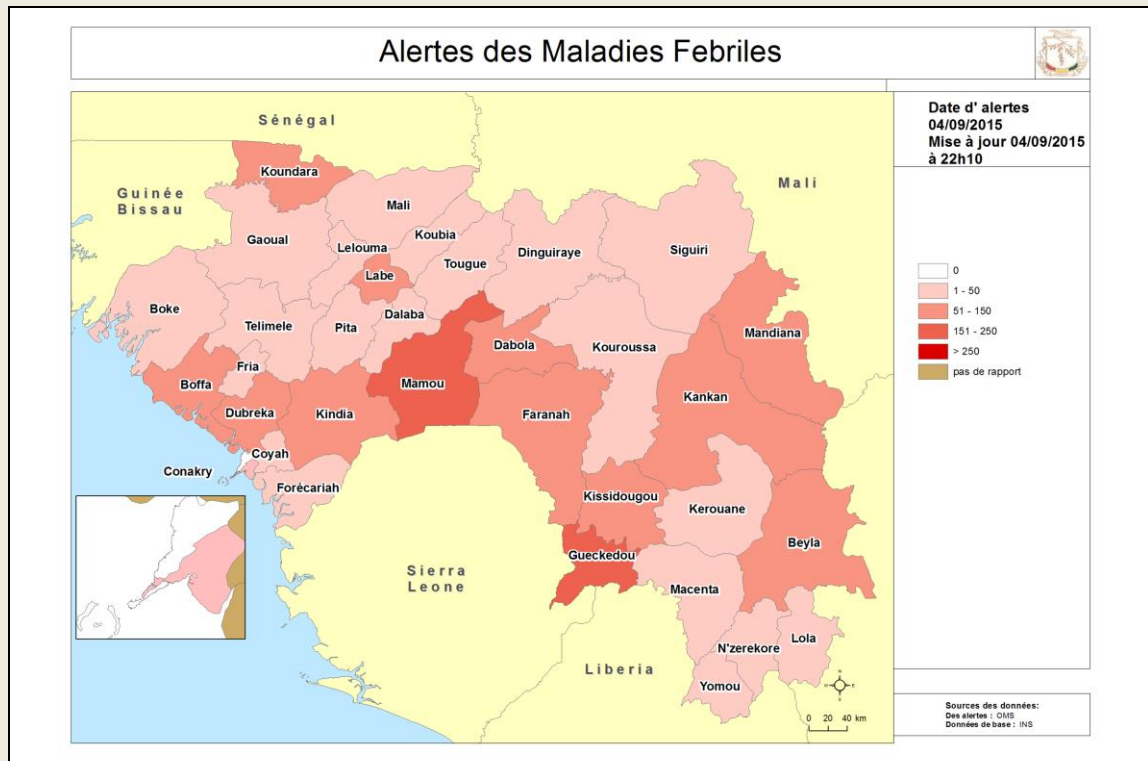 Alertes des Maladies Febriles
Date d' alertes
04/09/2015
Mise à jour 04/09/2015
à 22h10
Sénégal
Guinée
Bissau
Mali
Koundara
Mali
Gaoual
Koubia
Lelouma
Tougue
Dinguiraye
Siguiri
Labe
Boke
Telimele
Pita
Dalaba
Dabola
Kouroussa
Mandiana
Fria
Boffa
Mamou
Kankan
Dubreka
Kindia
Faranah
Coyah
Conakry
Forécariah
Kissidougou
Kerouane
Beyla
Gueckedou
Sierra
Leone
Macenta
Lola
N'zerekore
Liberia
Yomou
0
1 - 50
51 - 150
151 - 250
> 250
pas de rapport
0 20 40 km
Sources des données:
Des alertes : OMS
Données de base : INS